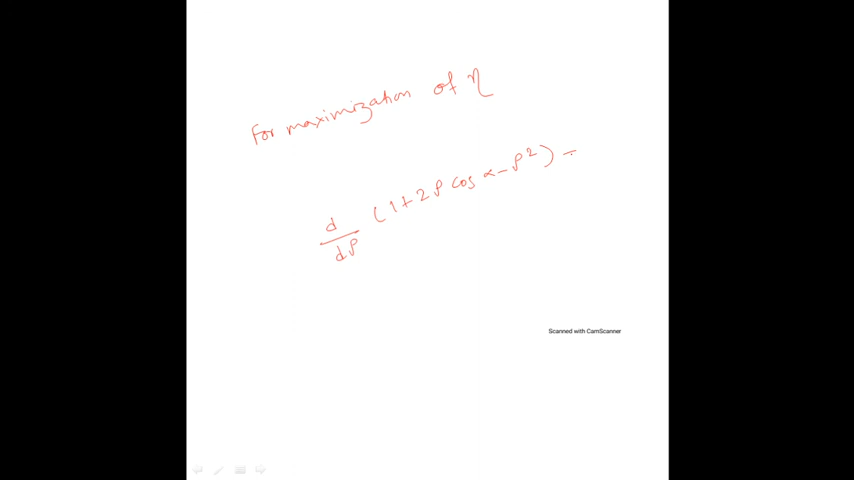 For maximization of η
d/dρ (1 + 2ρ cos α - ρ²) =
Scanned with CamScanner